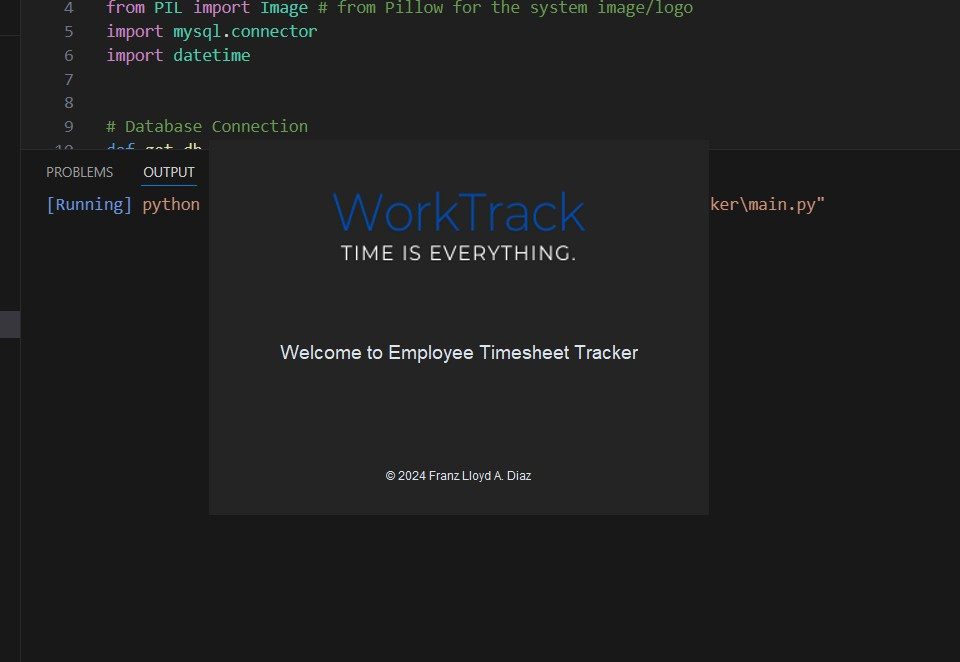 4 from PIL import Image # from Pillow for the system image/logo
5 import mysql.connector
6 import datetime
7
8
9 # Database Connection
10 def get_db
PROBLEMS OUTPUT
[Running] python ker\main.py"
WorkTrack
TIME IS EVERYTHING.
Welcome to Employee Timesheet Tracker
© 2024 Franz Lloyd A. Diaz